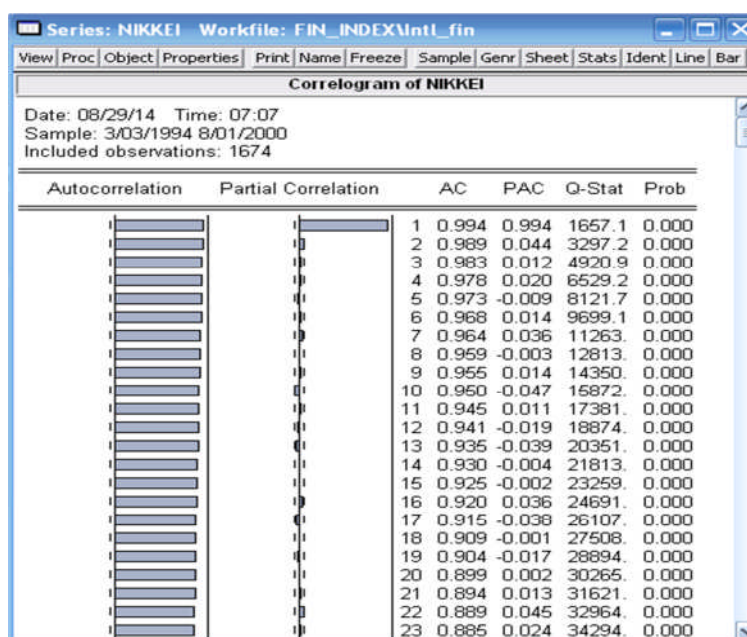 Series: NIKKEI Workfile: FIN_INDEX\Intl_fin
View Proc Object Properties Print Name Freeze Sample Genr Sheet Stats Ident Line Bar
Correlogram of NIKKEI
Date: 08/29/14 Time: 07:07
Sample: 3/03/1994 8/01/2000
Included observations: 1674
Autocorrelation Partial Correlation AC PAC Q-Stat Prob
1 0.994 0.994 1657.1 0.000
2 0.989 0.044 3297.2 0.000
3 0.983 0.012 4920.9 0.000
4 0.978 0.020 6529.2 0.000
5 0.973 -0.009 8121.7 0.000
6 0.968 0.014 9699.1 0.000
7 0.964 0.036 11263. 0.000
8 0.959 -0.003 12813. 0.000
9 0.955 0.014 14350. 0.000
10 0.950 -0.047 15872. 0.000
11 0.945 0.011 17381. 0.000
12 0.941 -0.019 18874. 0.000
13 0.935 -0.039 20351. 0.000
14 0.930 -0.004 21813. 0.000
15 0.925 -0.002 23259. 0.000
16 0.920 0.036 24691. 0.000
17 0.915 -0.038 26107. 0.000
18 0.909 -0.001 27508. 0.000
19 0.904 -0.017 28894. 0.000
20 0.899 0.002 30265. 0.000
21 0.894 0.013 31621. 0.000
22 0.889 0.045 32964. 0.000
23 0.885 0.024 34294. 0.000